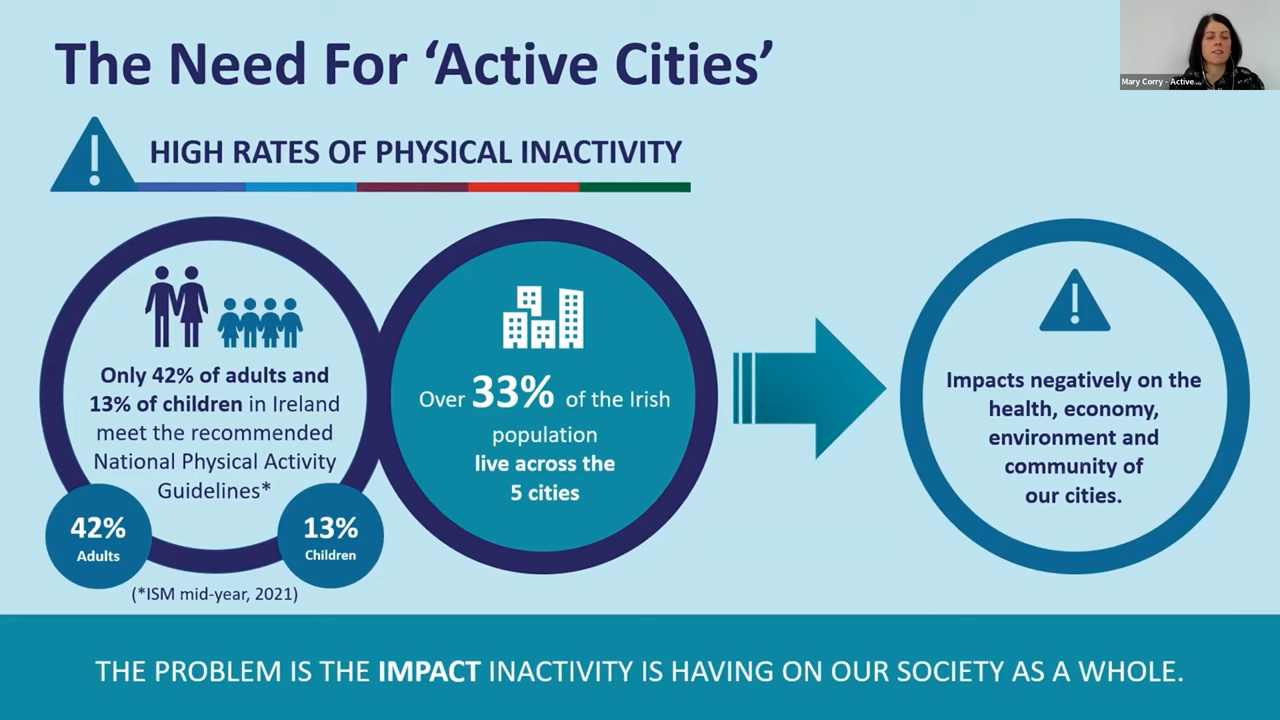 The Need For ‘Active Cities’
Mary Corry - Active ...
HIGH RATES OF PHYSICAL INACTIVITY
Only 42% of adults and
13% of children in Ireland
meet the recommended
National Physical Activity
Guidelines*
42%
Adults
13%
Children
(*ISM mid-year, 2021)
Over 33% of the Irish
population
live across the
5 cities
Impacts negatively on the
health, economy,
environment and
community of
our cities.
THE PROBLEM IS THE IMPACT INACTIVITY IS HAVING ON OUR SOCIETY AS A WHOLE.